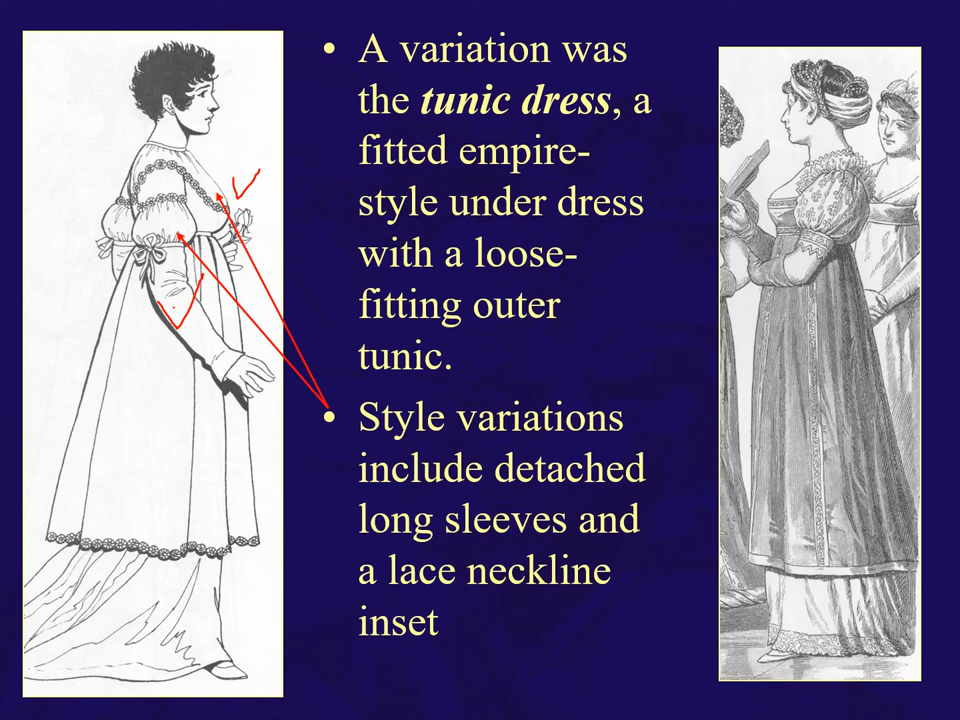 • A variation was
the tunic dress, a
fitted empire-
style under dress
with a loose-
fitting outer
tunic.
• Style variations
include detached
long sleeves and
a lace neckline
inset